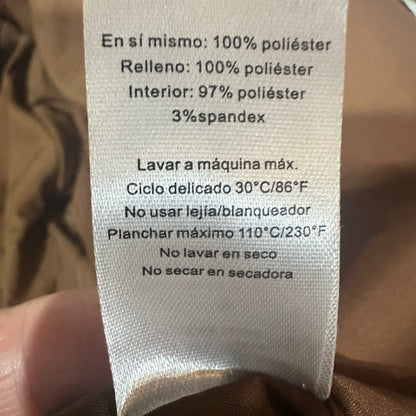 En sí mismo: 100% poliéster
Relleno: 100% poliéster
Interior: 97% poliéster
3%spandex
Lavar a máquina máx.
Ciclo delicado 30°C/86°F
No usar lejía/blanqueador
Planchar máximo 110°C/230°F
No lavar en seco
No secar en secadora